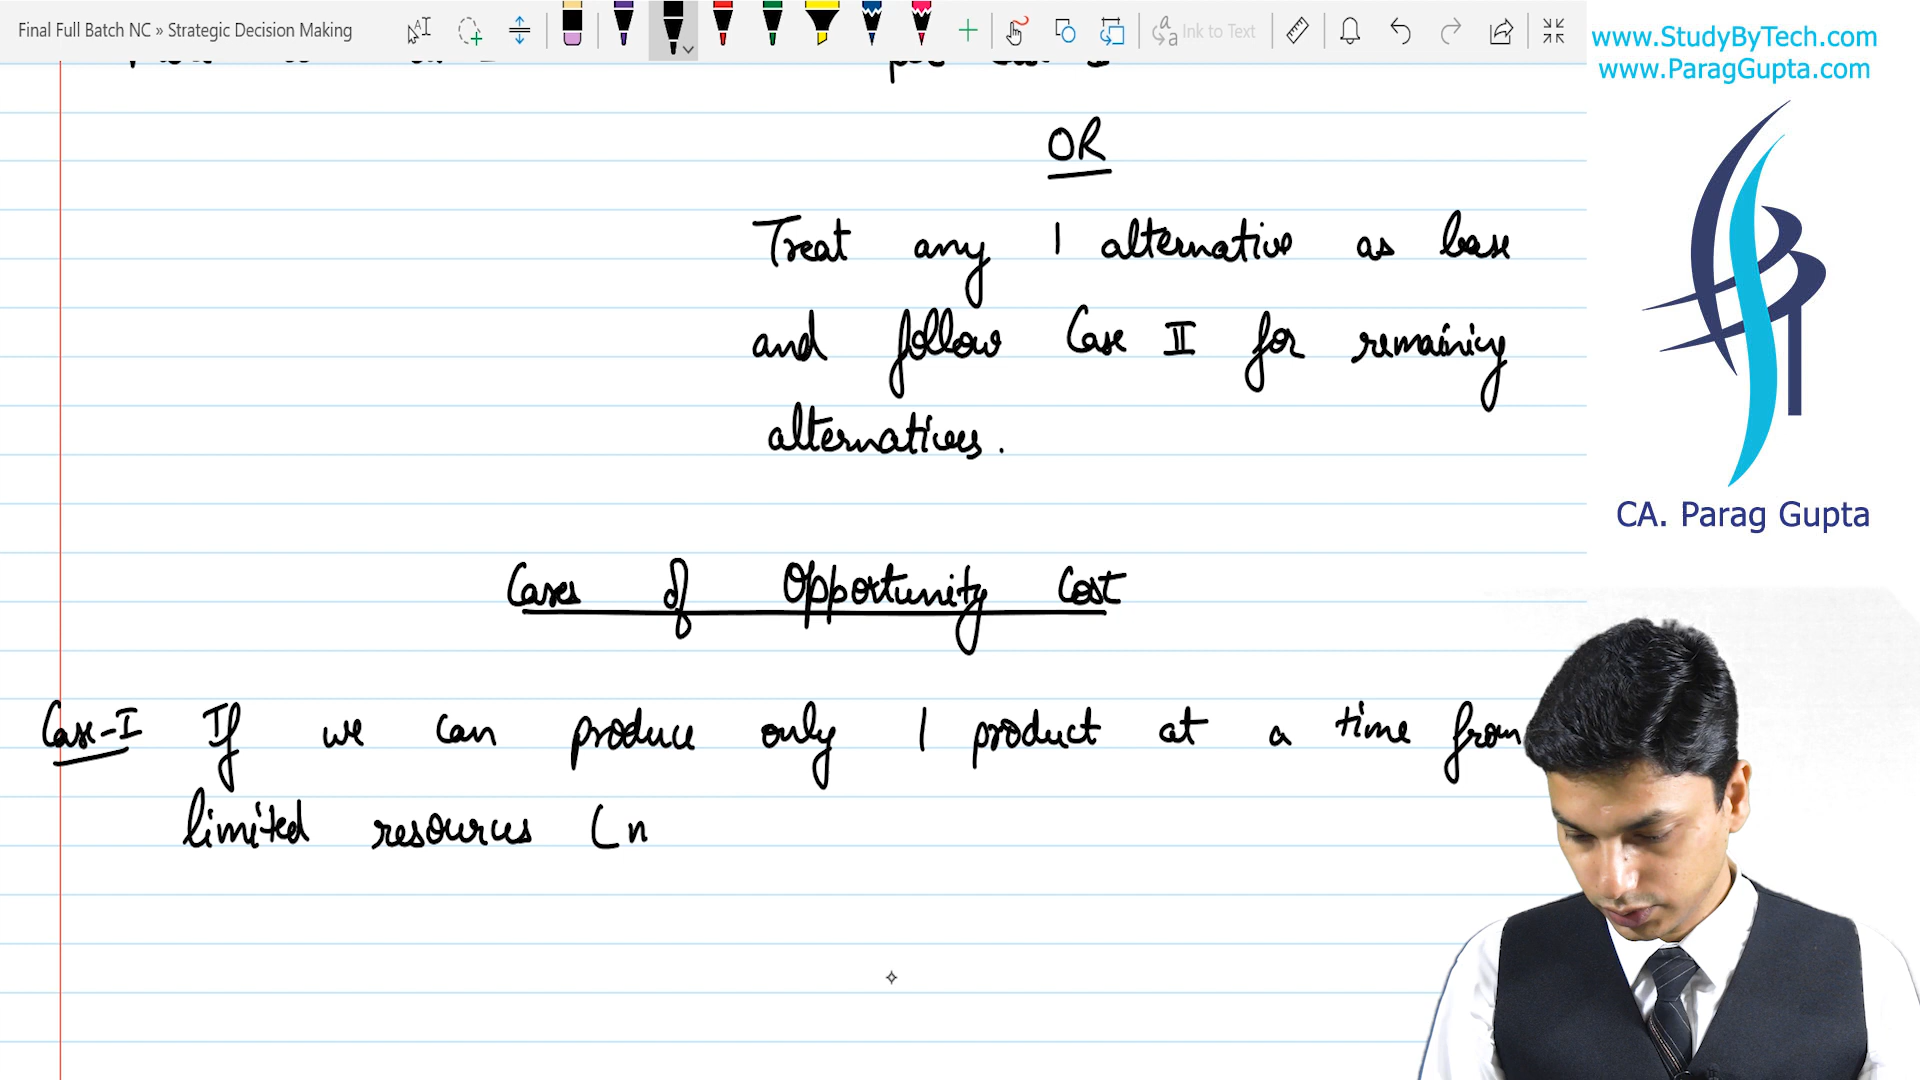 Final Full Batch NC » Strategic Decision Making
Ink to Text
www.StudyByTech.com
www.ParagGupta.com
OR
Treat any 1 alternative as base
and follow Case II for remaining
alternatives.
CA. Parag Gupta
Cases of Opportunity Cost
Case-I If we can produce only 1 product at a time from
limited resources (n